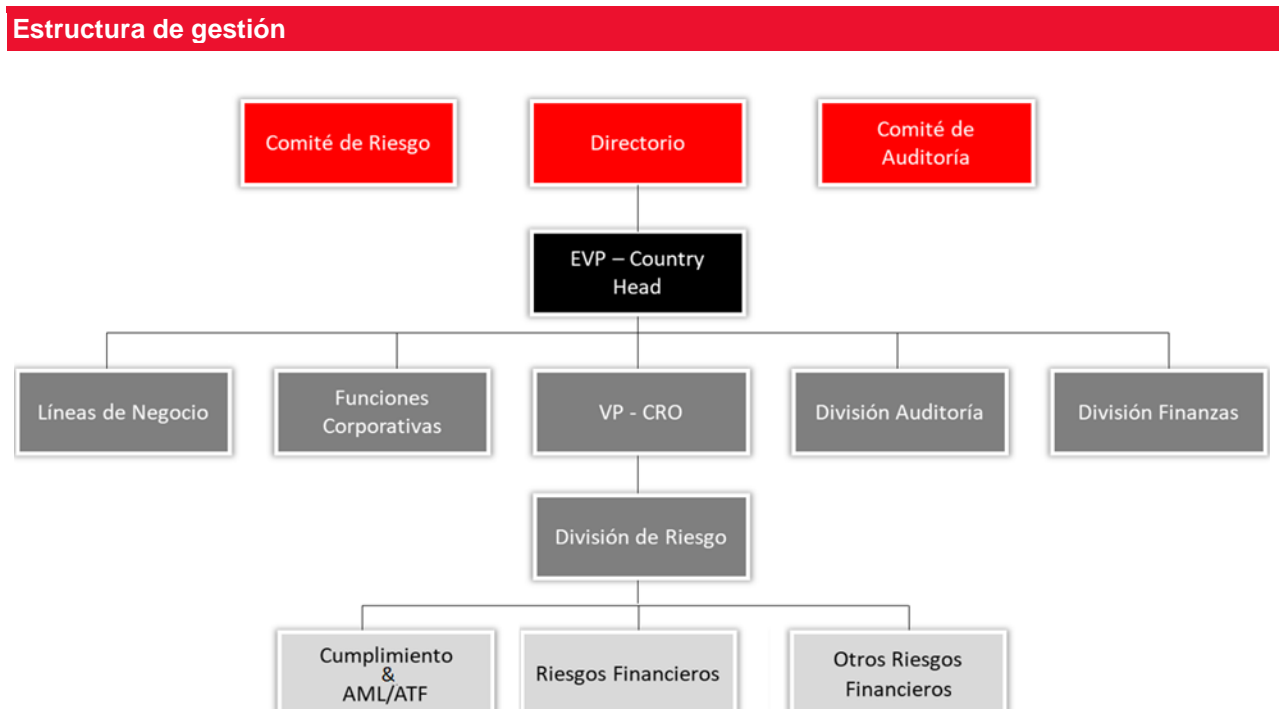 Estructura de gestión
Comité de Riesgo
Directorio
Comité de
Auditoría
EVP – Country
Head
Líneas de Negocio
Funciones
Corporativas
VP - CRO
División Auditoría
División Finanzas
División de Riesgo
Cumplimiento
&
AML/ATF
Riesgos Financieros
Otros Riesgos
Financieros